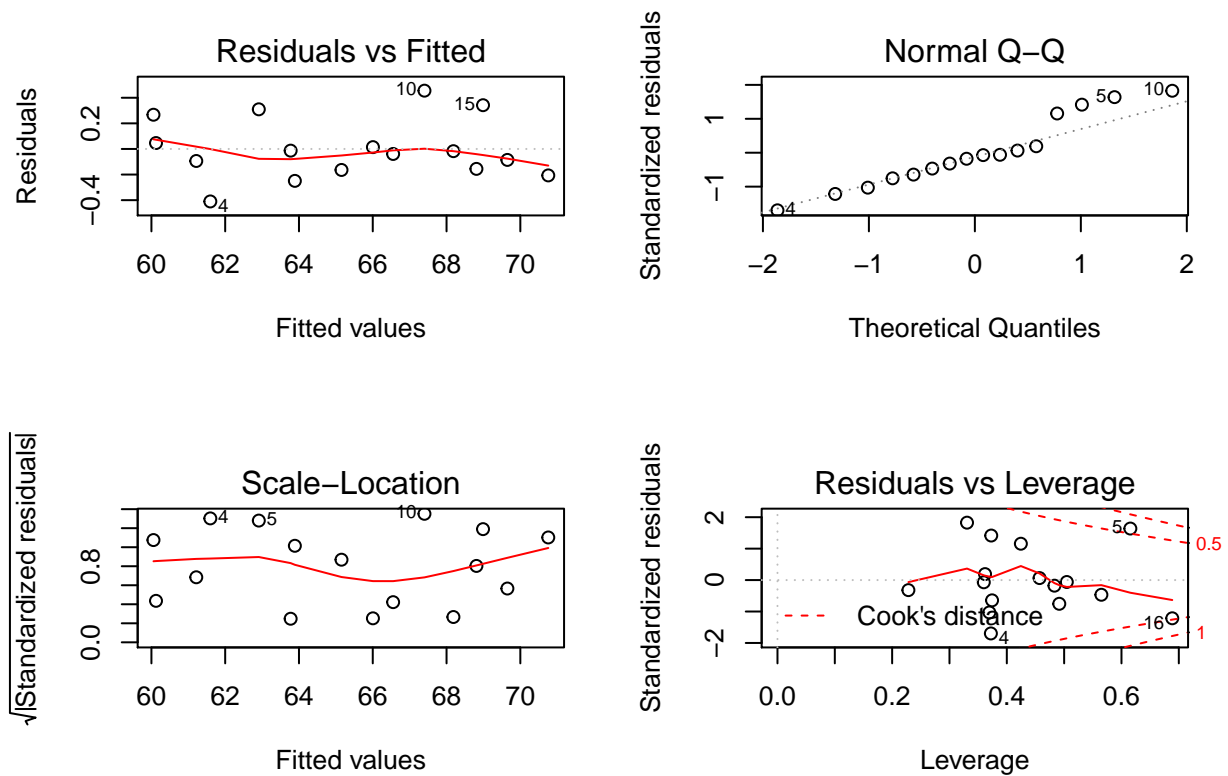 Residuals vs Fitted
Residuals
0.2
−0.4
10
15
4
60 62 64 66 68 70
Fitted values
Normal Q−Q
Standardized residuals
1
−1
5
10
4
−2 −1 0 1 2
Theoretical Quantiles
Scale−Location
√|Standardized residuals|
0.8
0.0
4
5
10
60 62 64 66 68 70
Fitted values
Residuals vs Leverage
Standardized residuals
2
0
−2
5
0.5
Cook's distance
16
1
4
0.0 0.2 0.4 0.6
Leverage